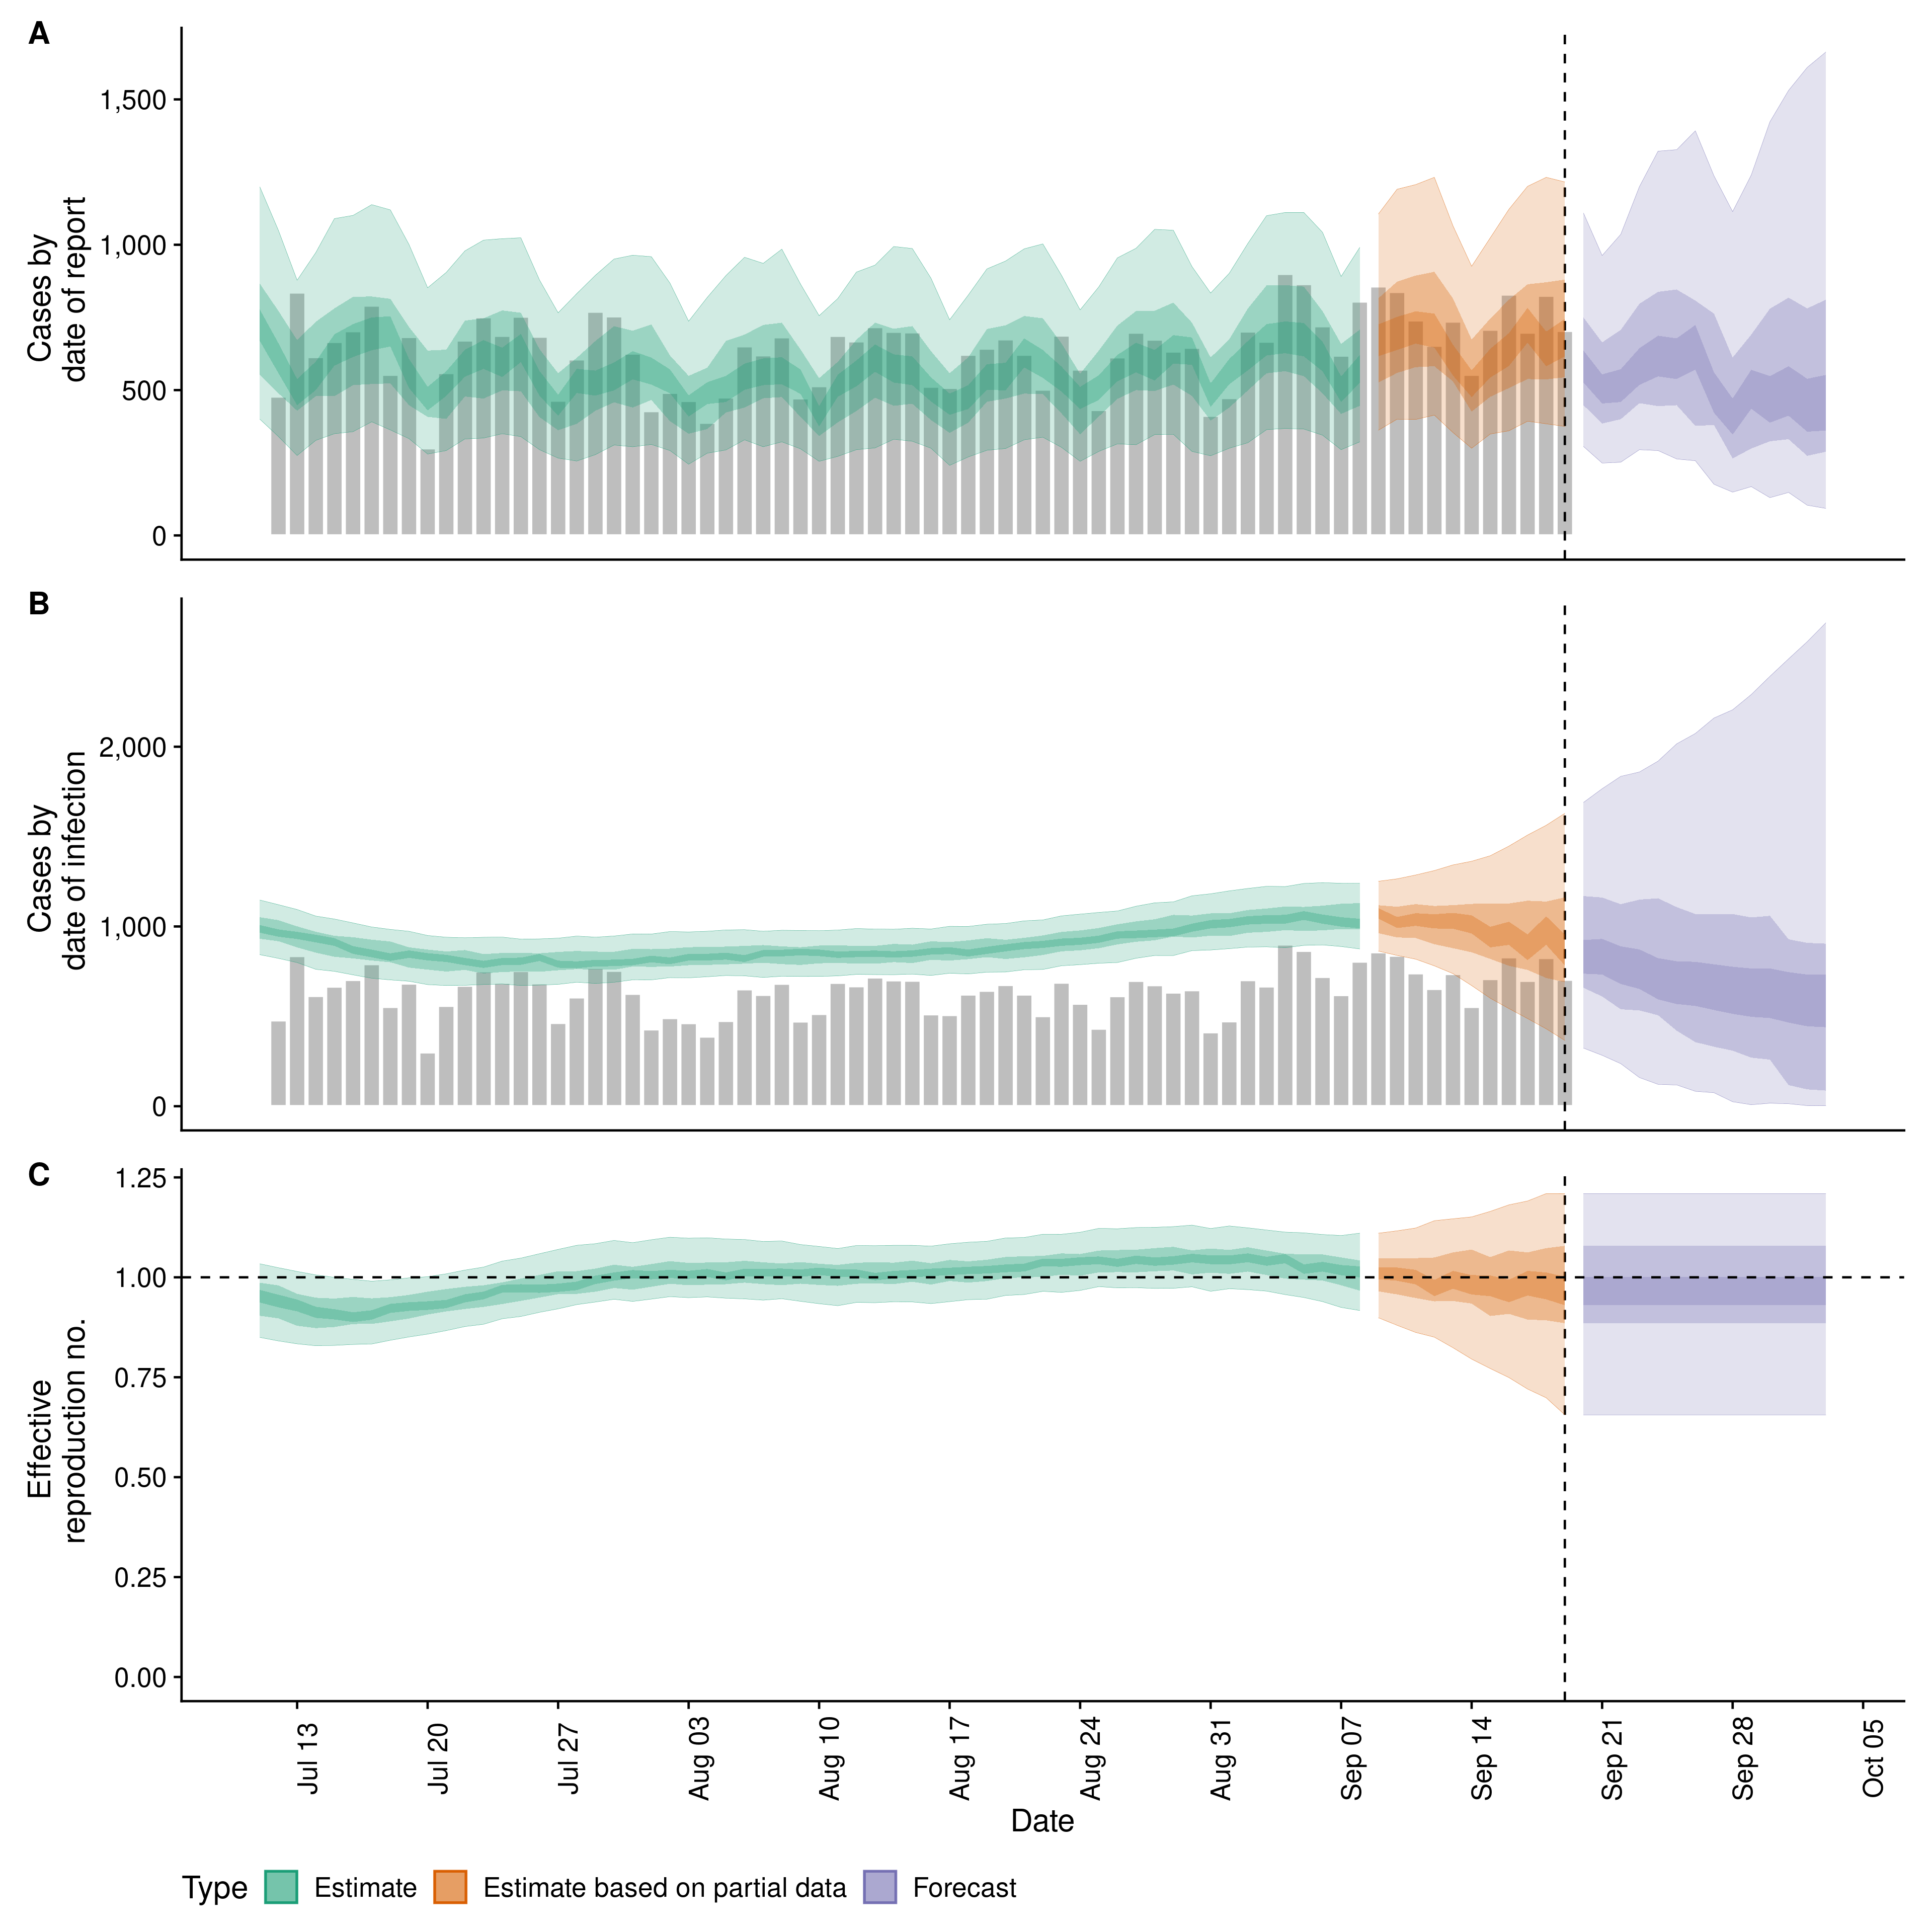 A
Cases by
date of report
1,500
1,000
500
0
B
Cases by
date of infection
2,000
1,000
0
C
Effective
reproduction no.
1.25
1.00
0.75
0.50
0.25
0.00
Jul 13
Jul 20
Jul 27
Aug 03
Aug 10
Aug 17
Aug 24
Aug 31
Sep 07
Sep 14
Sep 21
Sep 28
Oct 05
Date
Type Estimate Estimate based on partial data Forecast